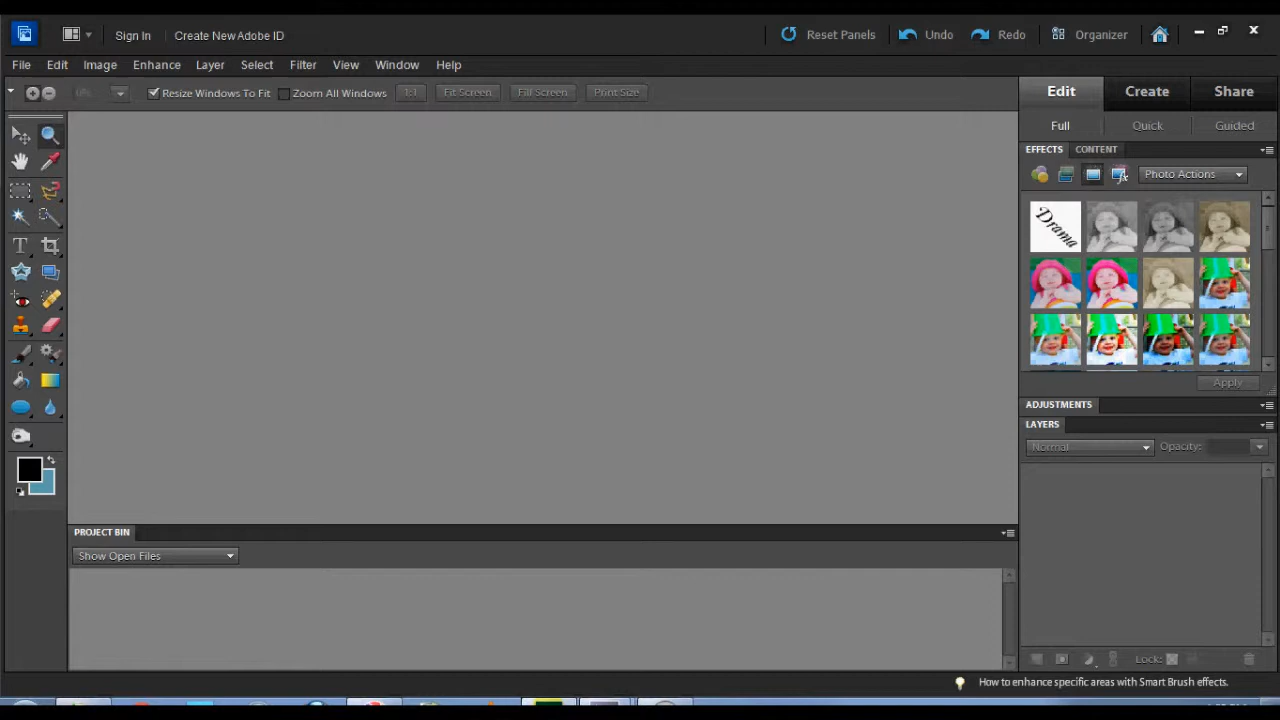 Sign In
Create New Adobe ID
Reset Panels
Undo
Redo
Organizer
File
Edit
Image
Enhance
Layer
Select
Filter
View
Window
Help
Resize Windows To Fit
Zoom All Windows
1:1
Fit Screen
Fill Screen
Print Size
Edit
Create
Share
Full
Quick
Guided
EFFECTS
CONTENT
Photo Actions
Drama
Apply
ADJUSTMENTS
LAYERS
Normal
Opacity:
PROJECT BIN
Show Open Files
Lock:
How to enhance specific areas with Smart Brush effects.